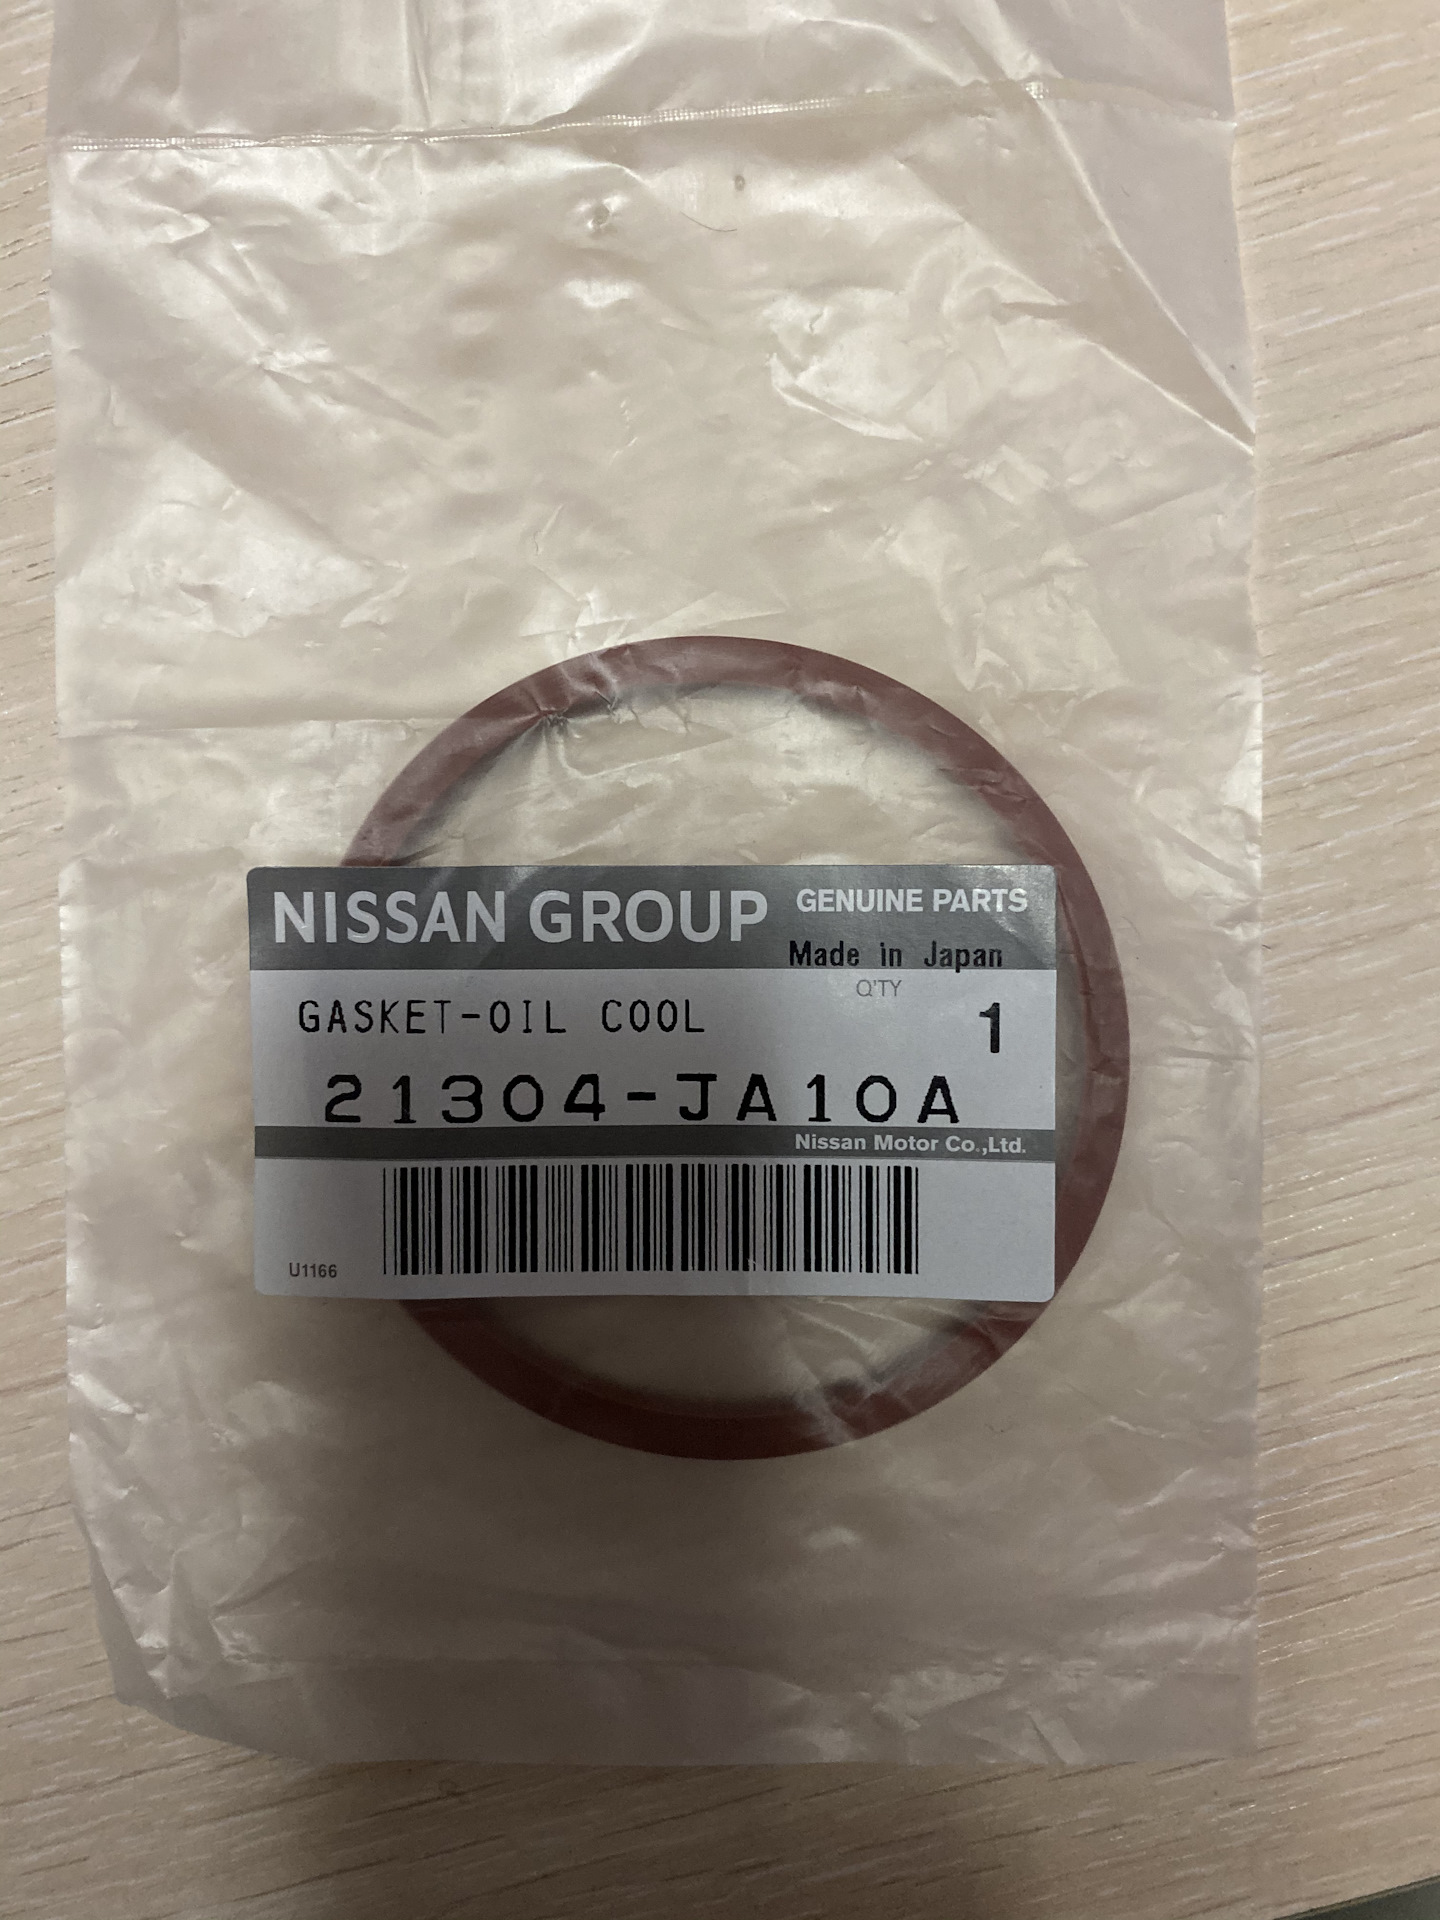 NISSAN GROUP GENUINE PARTS
Made in Japan
Q'TY
GASKET-OIL COOL 1
21304-JA10A
Nissan Motor Co.,Ltd.
U1166